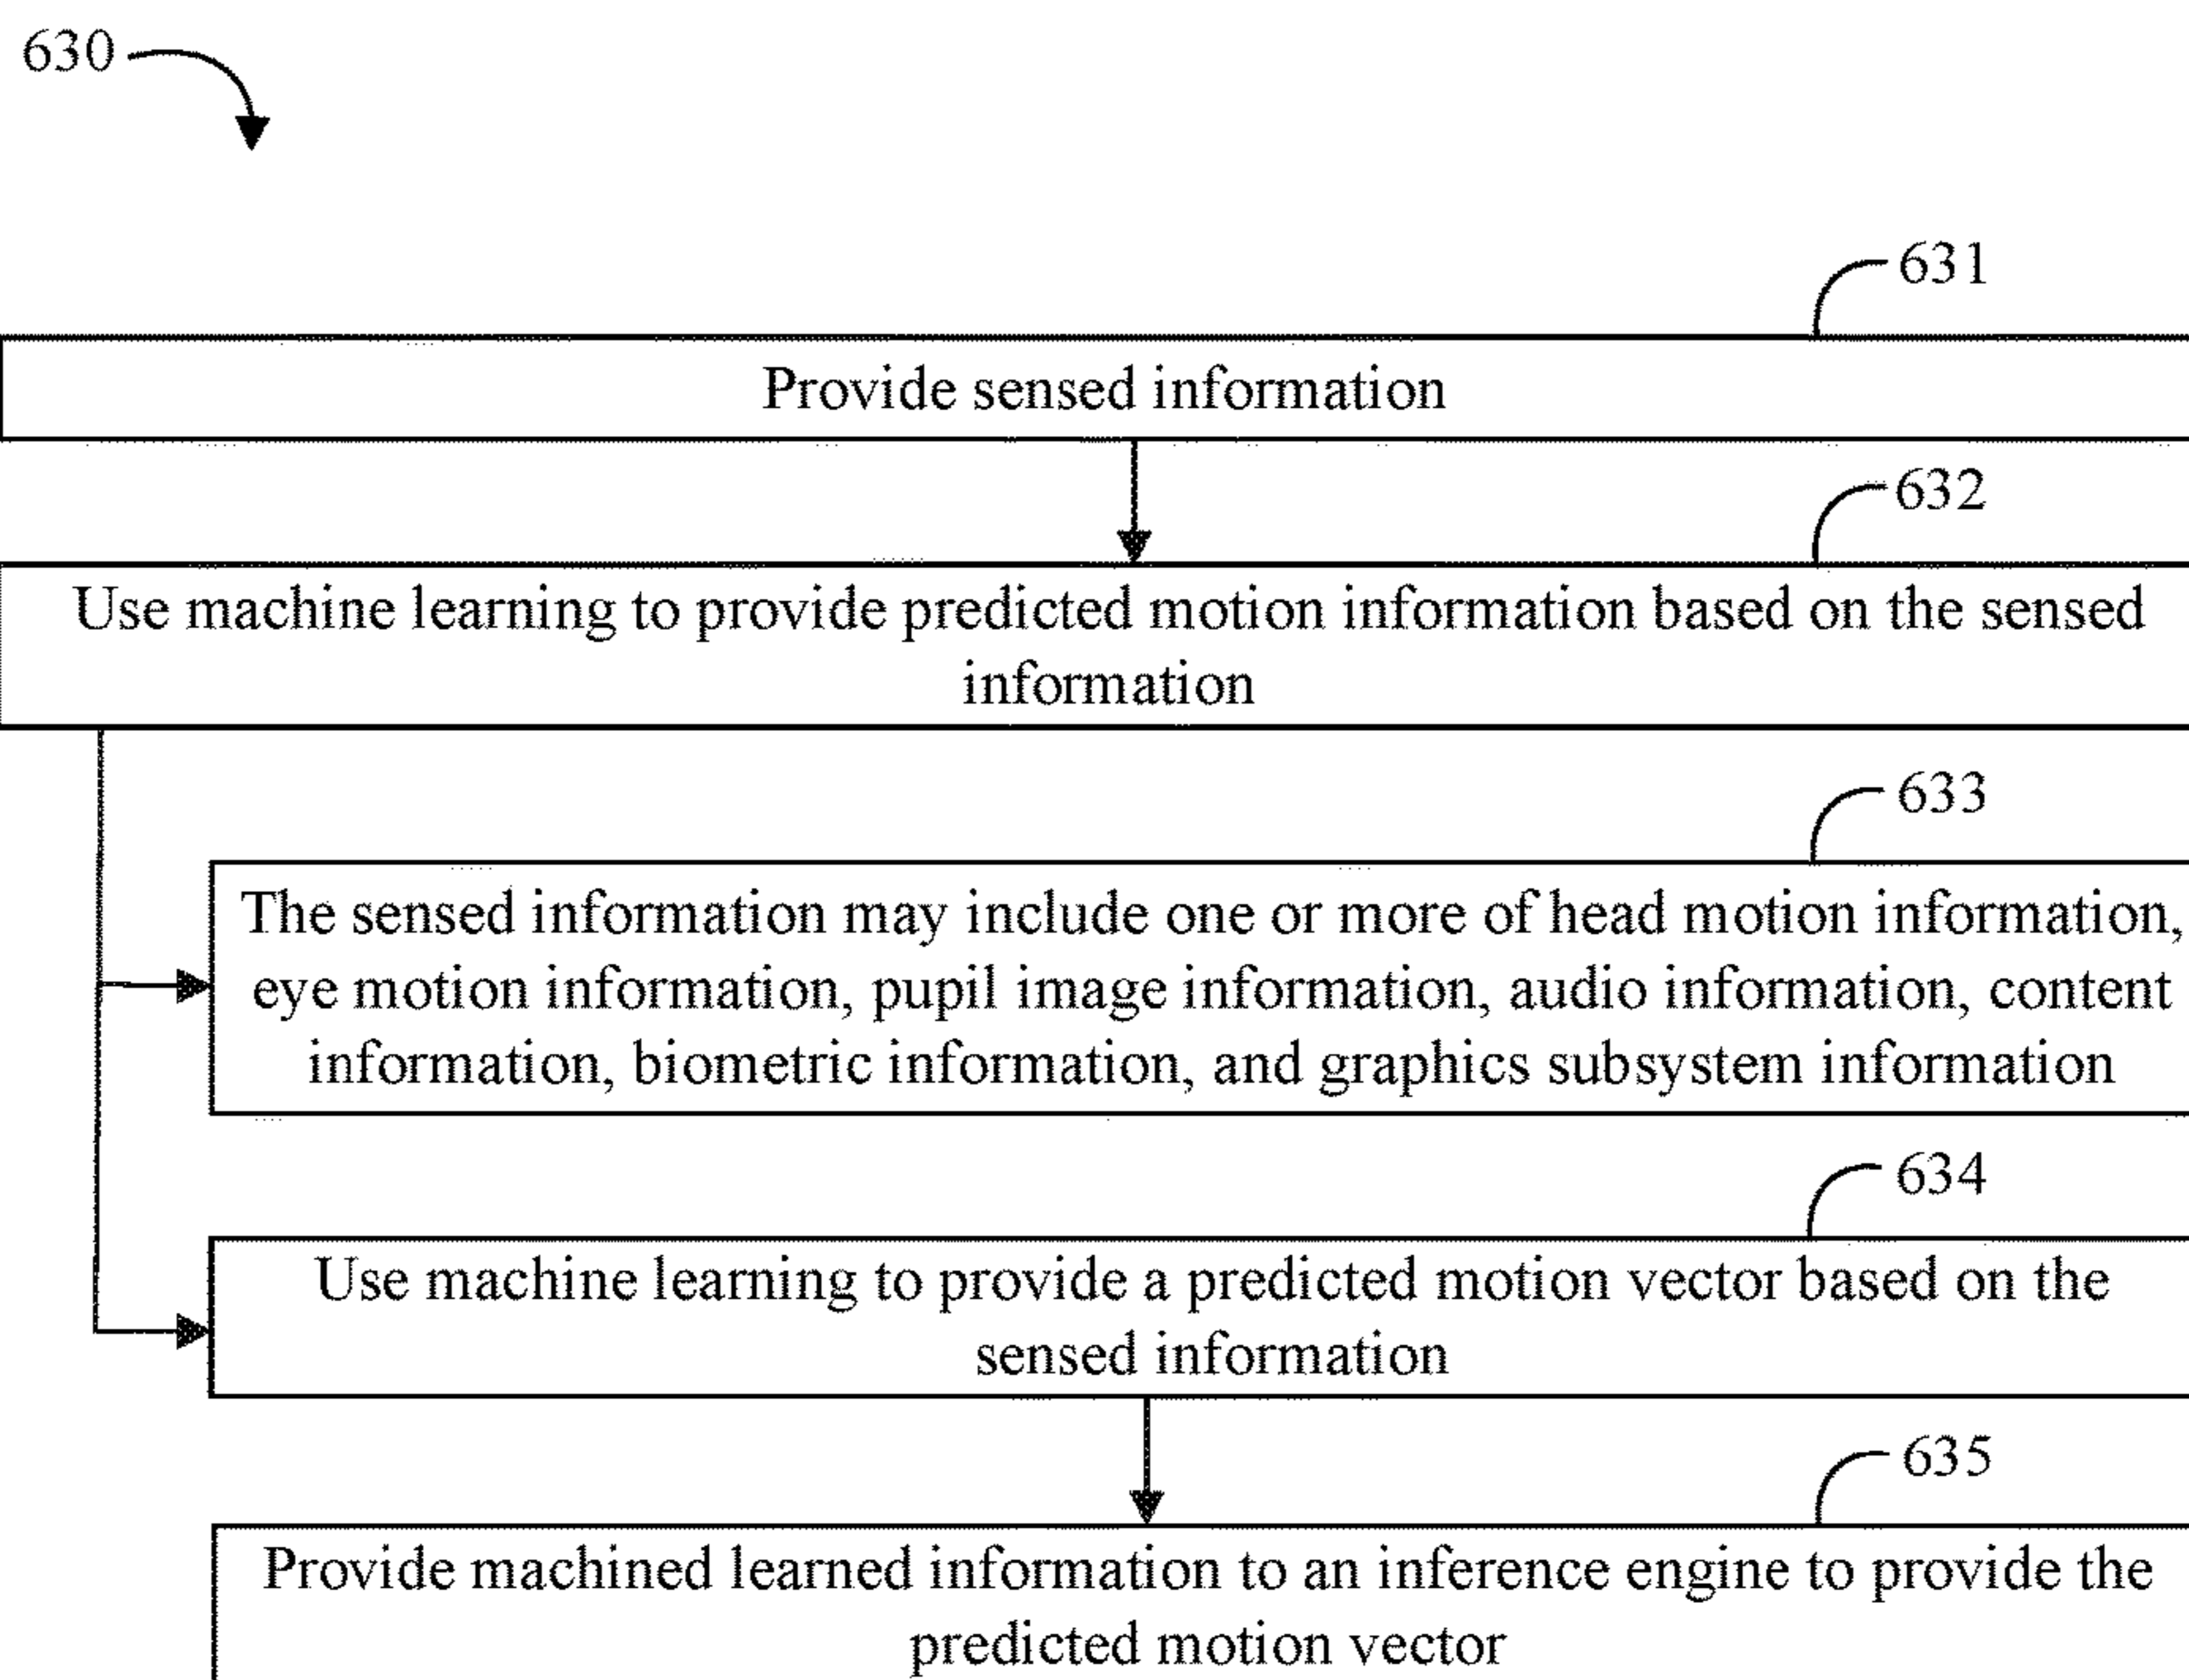 630
631
Provide sensed information
632
Use machine learning to provide predicted motion information based on the sensed
information
633
The sensed information may include one or more of head motion information,
eye motion information, pupil image information, audio information, content
information, biometric information, and graphics subsystem information
634
Use machine learning to provide a predicted motion vector based on the
sensed information
635
Provide machined learned information to an inference engine to provide the
predicted motion vector